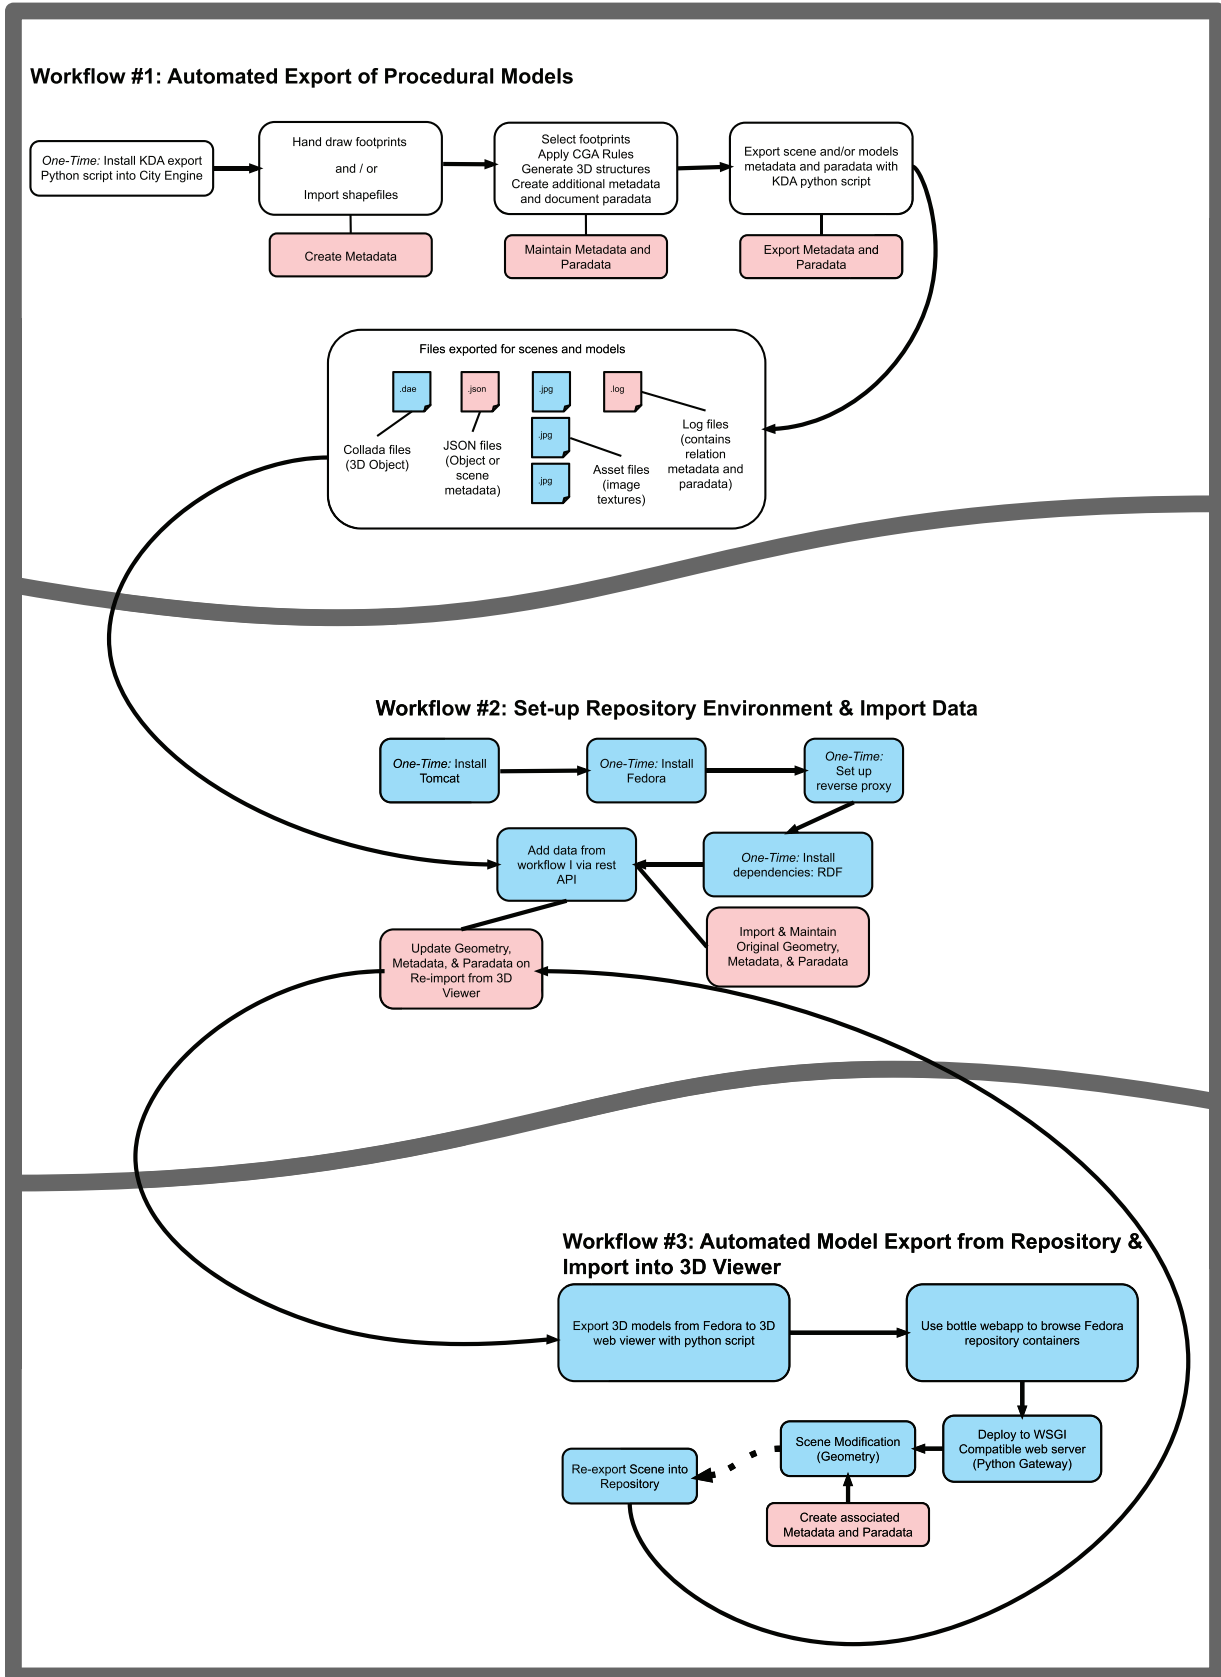 Workflow #1: Automated Export of Procedural Models
One-Time: Install KDA export
Python script into City Engine
Hand draw footprints
and / or
Import shapefiles
Select footprints
Apply CGA Rules
Generate 3D structures
Create additional metadata
and document paradata
Export scene and/or models
metadata and paradata with
KDA python script
Create Metadata
Maintain Metadata and
Paradata
Export Metadata and
Paradata
Files exported for scenes and models
.dae
.json
.jpg
.log
.jpg
.jpg
Collada files
(3D Object)
JSON files
(Object or
scene
metadata)
Asset files
(image
textures)
Log files
(contains
relation
metadata and
paradata)
Workflow #2: Set-up Repository Environment & Import Data
One-Time: Install
Tomcat
One-Time: Install
Fedora
One-Time:
Set up
reverse proxy
Add data from
workflow I via rest
API
One-Time: Install
dependencies: RDF
Import & Maintain
Original Geometry,
Metadata, & Paradata
Update Geometry,
Metadata, & Paradata on
Re-import from 3D
Viewer
Workflow #3: Automated Model Export from Repository &
Import into 3D Viewer
Export 3D models from Fedora to 3D
web viewer with python script
Use bottle webapp to browse Fedora
repository containers
Deploy to WSGI
Compatible web server
(Python Gateway)
Scene Modification
(Geometry)
Re-export Scene into
Repository
Create associated
Metadata and Paradata